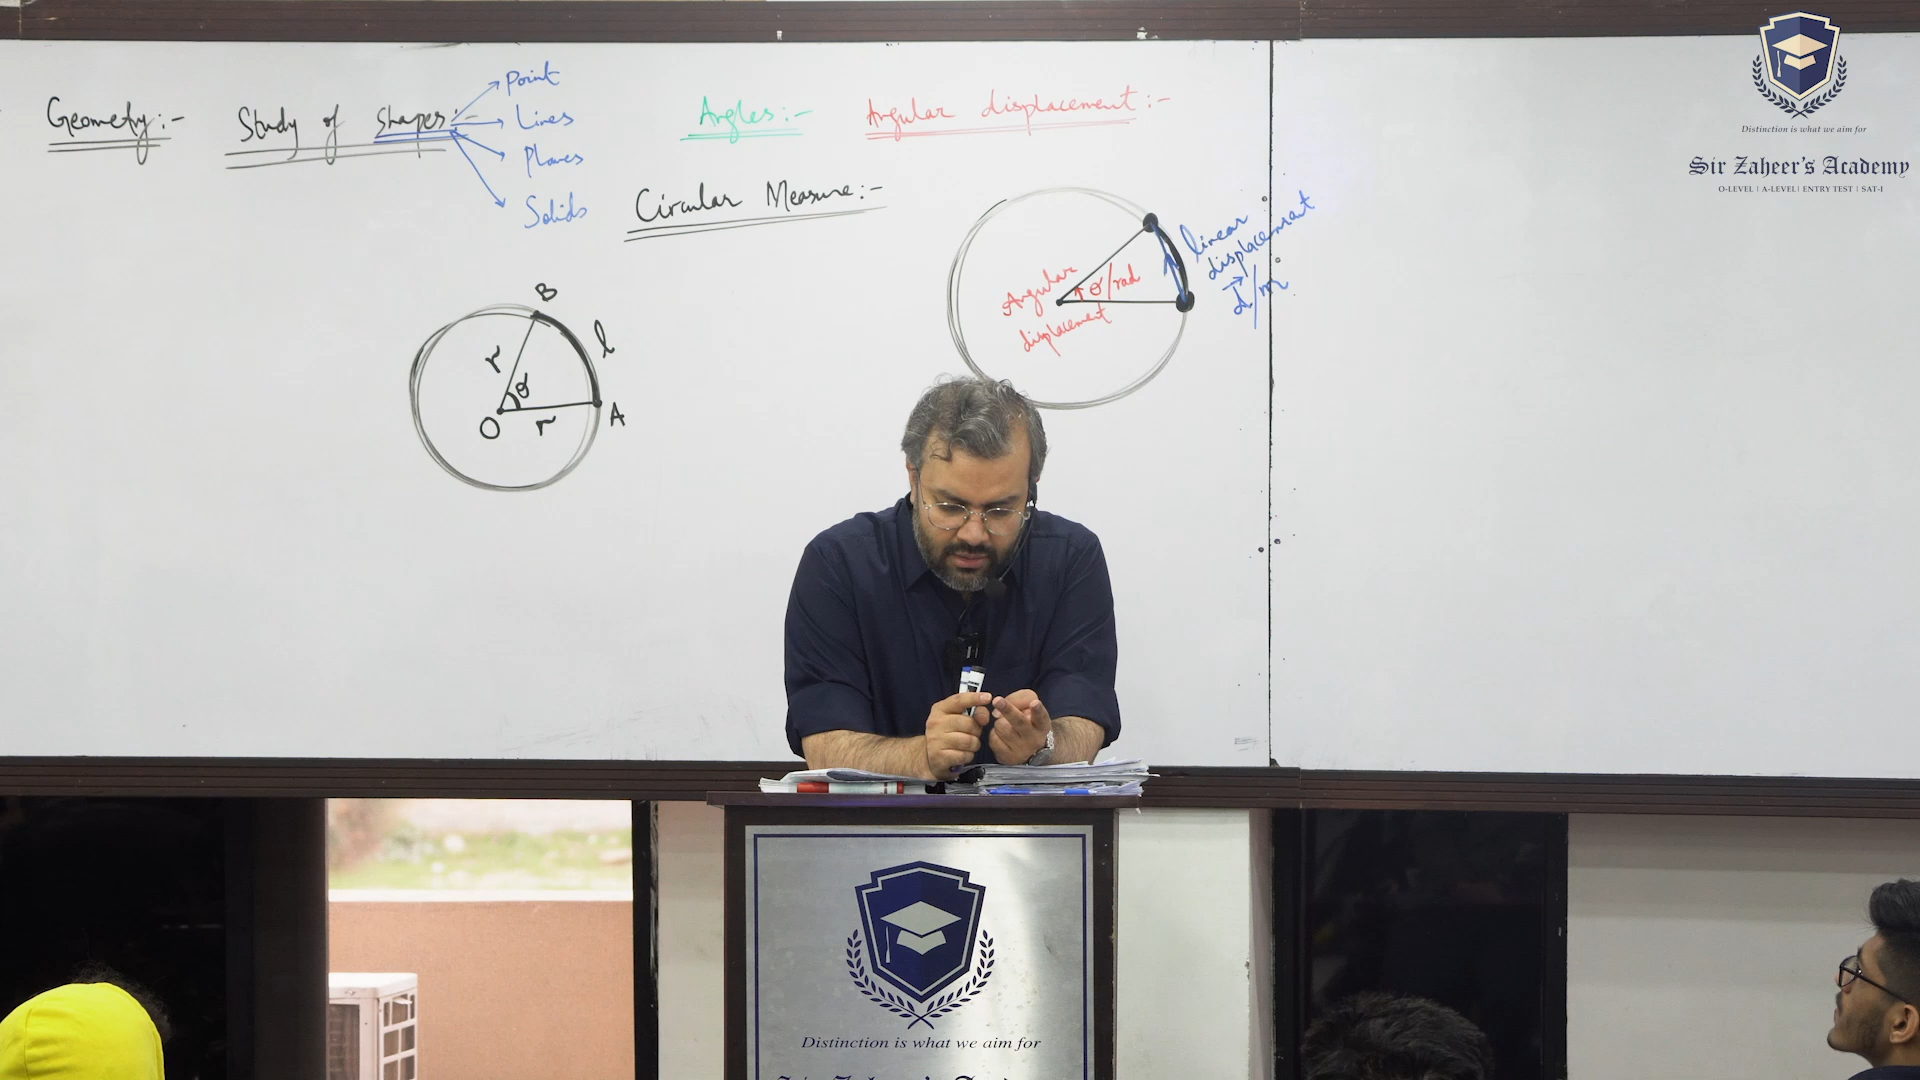 Geometry:-
Study of Shapes:-
Point
Lines
Planes
Solids
Angles:-
Angular displacement:-
Circular Measure:-
B
l
r
θ
O
r
A
Angular
displacement
θ/rad
linear
displacement
d/m
Distinction is what we aim for
Sir Zaheer's Academy
O-LEVEL | A-LEVEL | ENTRY TEST | SAT-I
Distinction is what we aim for